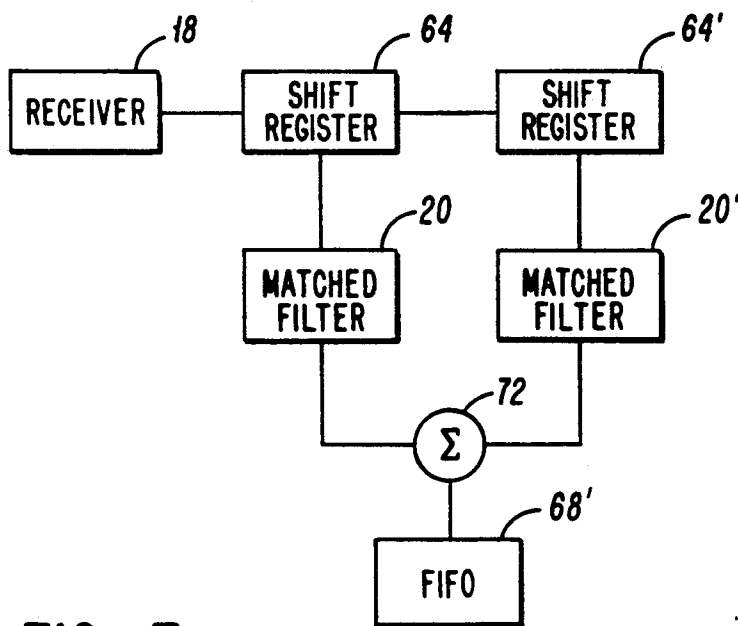 18
64
64'
RECEIVER
SHIFT
REGISTER
SHIFT
REGISTER
20
20'
MATCHED
FILTER
MATCHED
FILTER
72
Σ
68'
FIFO